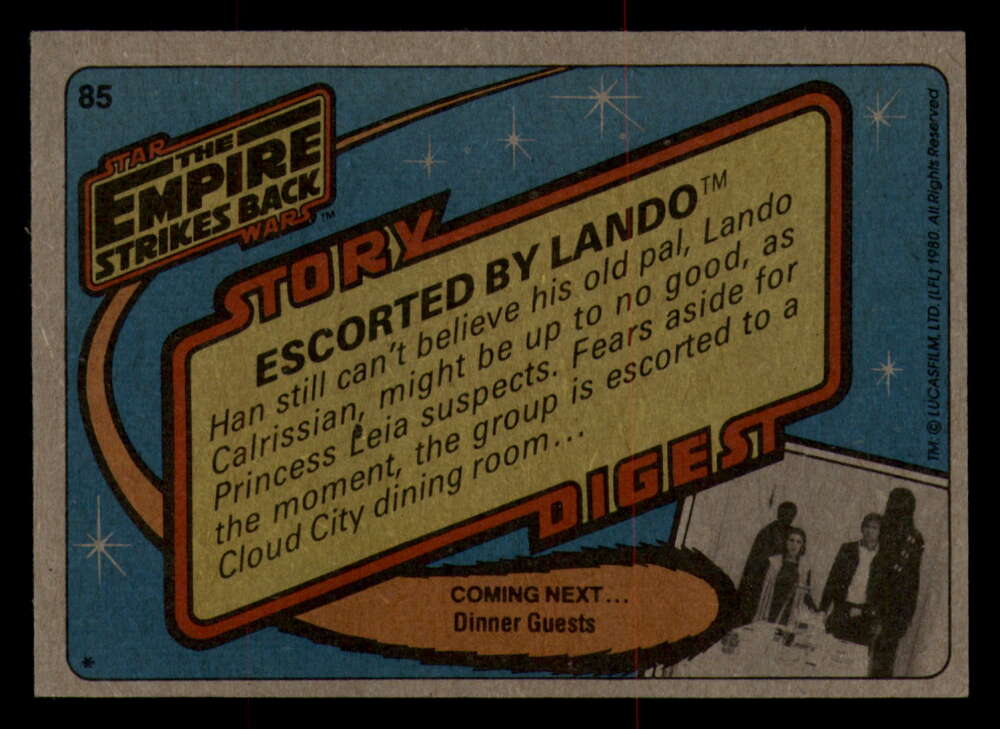 85
STAR
THE
EMPIRE
STRIKES BACK
WARS™
STORY
ESCORTED BY LANDO™
Han still can't believe his old pal, Lando
Calrissian, might be up to no good, as
Princess Leia suspects. Fears aside for
the moment, the group is escorted to a
Cloud City dining room...
DIGEST
COMING NEXT...
Dinner Guests
*
TM: © LUCASFILM, LTD. (LFL) 1980. All Rights Reserved